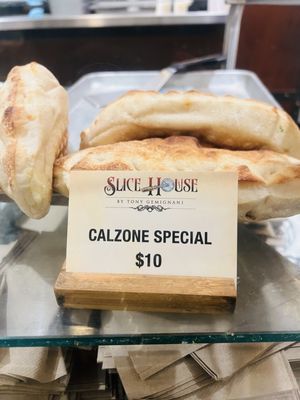 SLICE HOUSE
BY TONY GEMIGNANI
CALZONE SPECIAL
$10